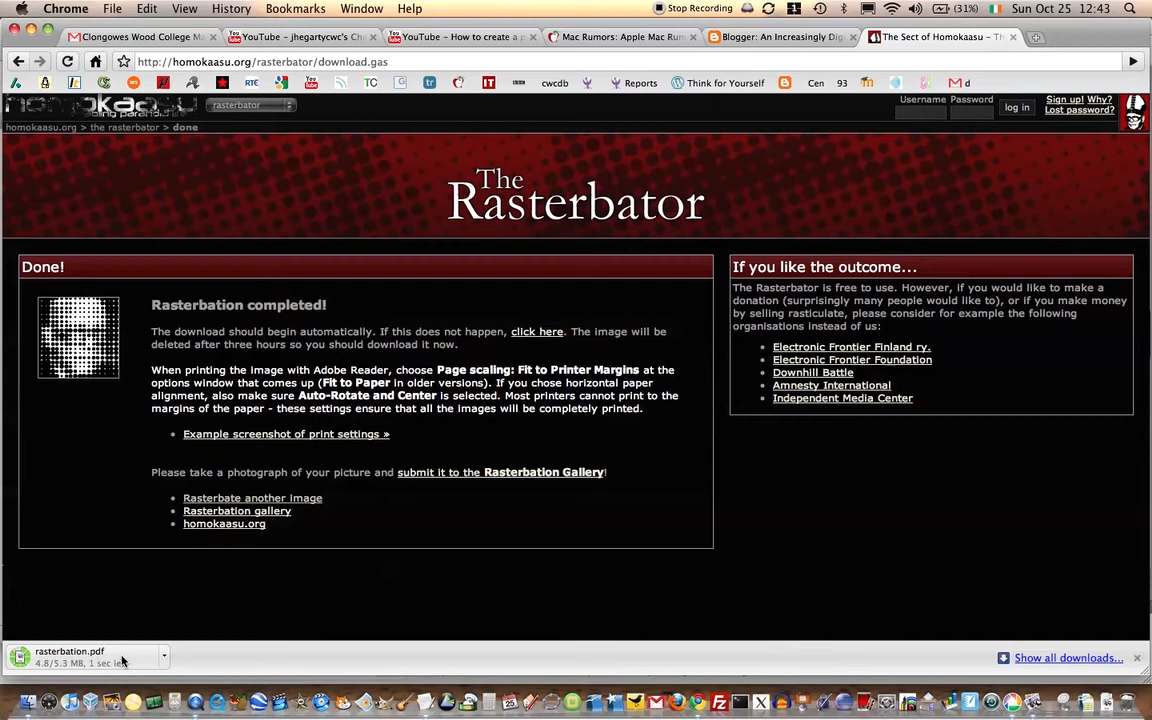 Chrome File Edit View History Bookmarks Window Help Stop Recording (31%) Sun Oct 25 12:43
Clongowes Wood College M YouTube - jhegartycwc's Ch YouTube - How to create a p Mac Rumors: Apple Mac Rum Blogger: An Increasingly Di The Sect of Homokaasu - Th
http://homokaasu.org/rasterbator/download.gas
RTE You Tube TC G tr IT cwcdb Reports Think for Yourself Cen 93 m d
homokaasu rasterbator Username Password log in Sign up! Why?
Lost password?
homokaasu.org > the rasterbator > done
The
Rasterbator
Done!
Rasterbation completed!
The download should begin automatically. If this does not happen, click here. The image will be
deleted after three hours so you should download it now.
When printing the image with Adobe Reader, choose Page scaling: Fit to Printer Margins at the
options window that comes up (Fit to Paper in older versions). If you chose horizontal paper
alignment, also make sure Auto-Rotate and Center is selected. Most printers cannot print to the
margins of the paper - these settings ensure that all the images will be completely printed.
• Example screenshot of print settings »
Please take a photograph of your picture and submit it to the Rasterbation Gallery!
• Rasterbate another image
• Rasterbation gallery
• homokaasu.org
If you like the outcome...
The Rasterbator is free to use. However, if you would like to make a
donation (surprisingly many people would like to), or if you make money
by selling rasticulate, please consider for example the following
organisations instead of us:
• Electronic Frontier Finland ry.
• Electronic Frontier Foundation
• Downhill Battle
• Amnesty International
• Independent Media Center
rasterbation.pdf
4.8/5.3 MB, 1 sec le
Show all downloads...